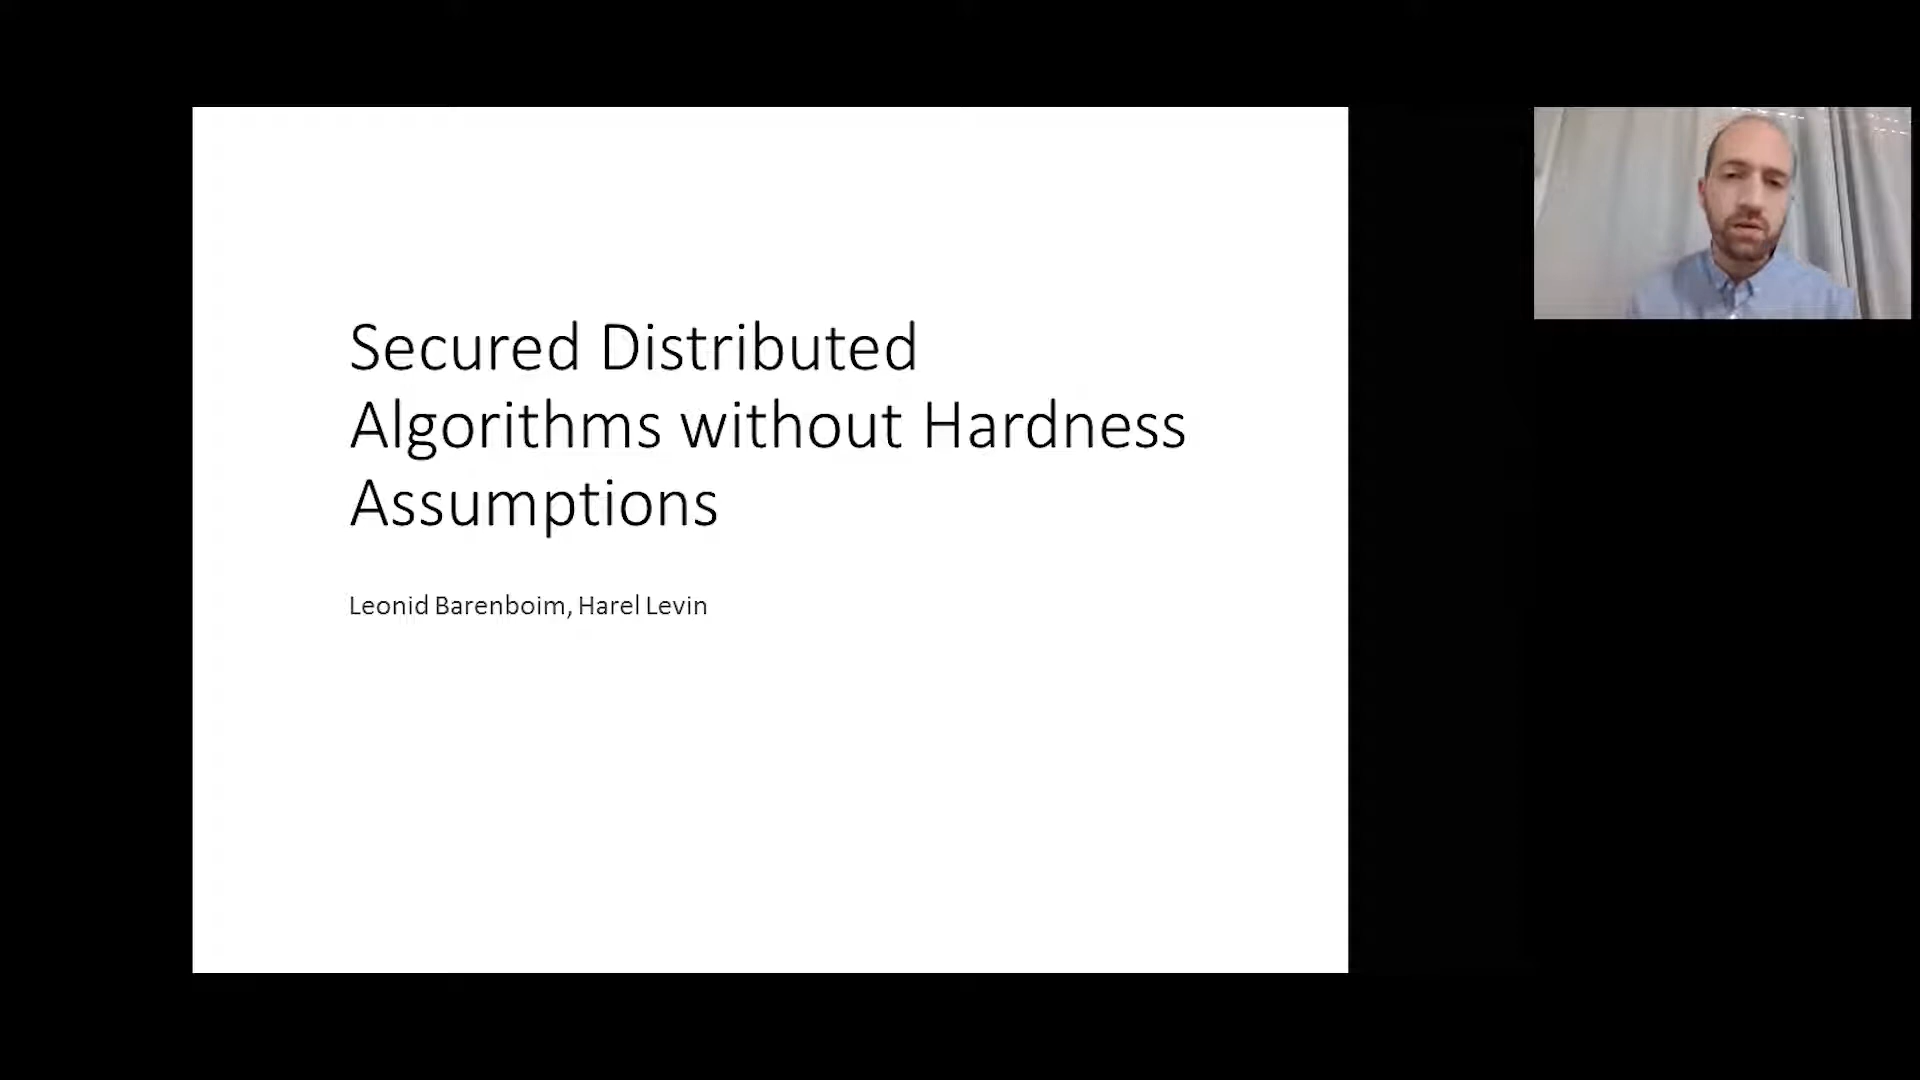 Secured Distributed
Algorithms without Hardness
Assumptions
Leonid Barenboim, Harel Levin